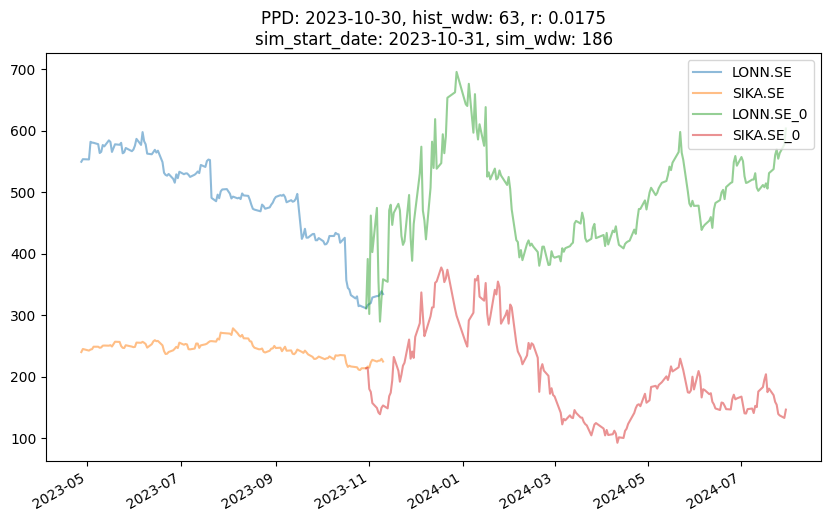 PPD: 2023-10-30, hist_wdw: 63, r: 0.0175
sim_start_date: 2023-10-31, sim_wdw: 186
LONN.SE
SIKA.SE
LONN.SE_0
SIKA.SE_0
700
600
500
400
300
200
100
2023-05
2023-07
2023-09
2023-11
2024-01
2024-03
2024-05
2024-07